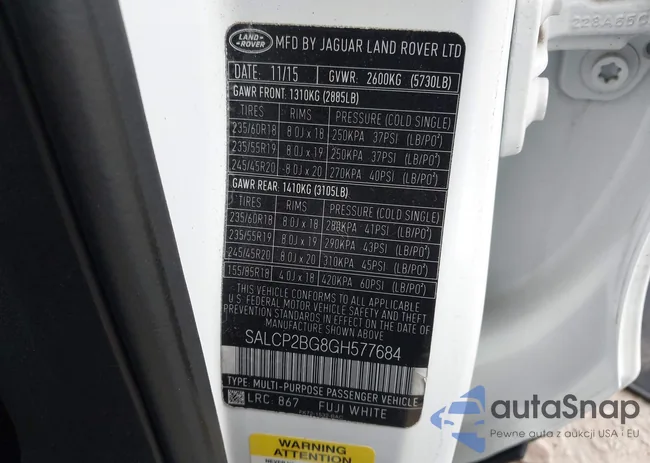 LAND ROVER MFD BY JAGUAR LAND ROVER LTD
DATE: 11/15 GVWR: 2600KG (5730LB)
GAWR FRONT: 1310KG (2885LB)
TIRES RIMS PRESSURE (COLD SINGLE)
235/60R18 8.0J x 18 250KPA 37PSI (LB/PO²)
235/55R19 8.0J x 19 250KPA 37PSI (LB/PO²)
245/45R20 8.0J x 20 270KPA 40PSI (LB/PO²)
GAWR REAR: 1410KG (3105LB)
TIRES RIMS PRESSURE (COLD SINGLE)
235/60R18 8.0J x 18 280KPA 41PSI (LB/PO²)
235/55R19 8.0J x 19 290KPA 43PSI (LB/PO²)
245/45R20 8.0J x 20 310KPA 45PSI (LB/PO²)
155/85R18 4.0J x 18 420KPA 60PSI (LB/PO²)
THIS VEHICLE CONFORMS TO ALL APPLICABLE
U.S. FEDERAL MOTOR VEHICLE SAFETY AND THEFT
PREVENTION STANDARDS IN EFFECT ON THE DATE OF
MANUFACTURE SHOWN ABOVE.
SALCP2BG8GH577684
TYPE: MULTI-PURPOSE PASSENGER VEHICLE
LRC: 867 FUJI WHITE
WARNING
ATTENTION
autaSnap
Pewne auta z aukcji USA i EU